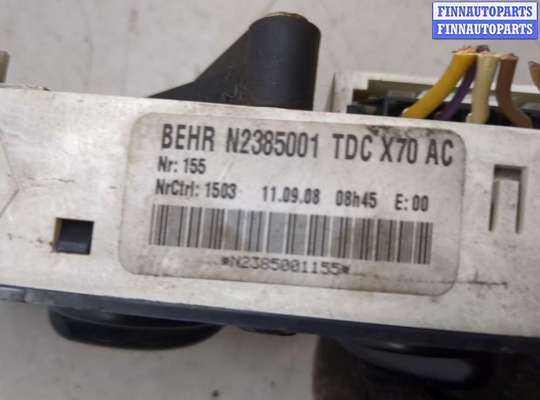 FINNAUTOPARTS
FINNAUTOPARTS
BEHR N2385001 TDC X70 AC
Nr: 155
NrCtrl: 1503 11.09.08 08h45 E: 00
*N2385001155*